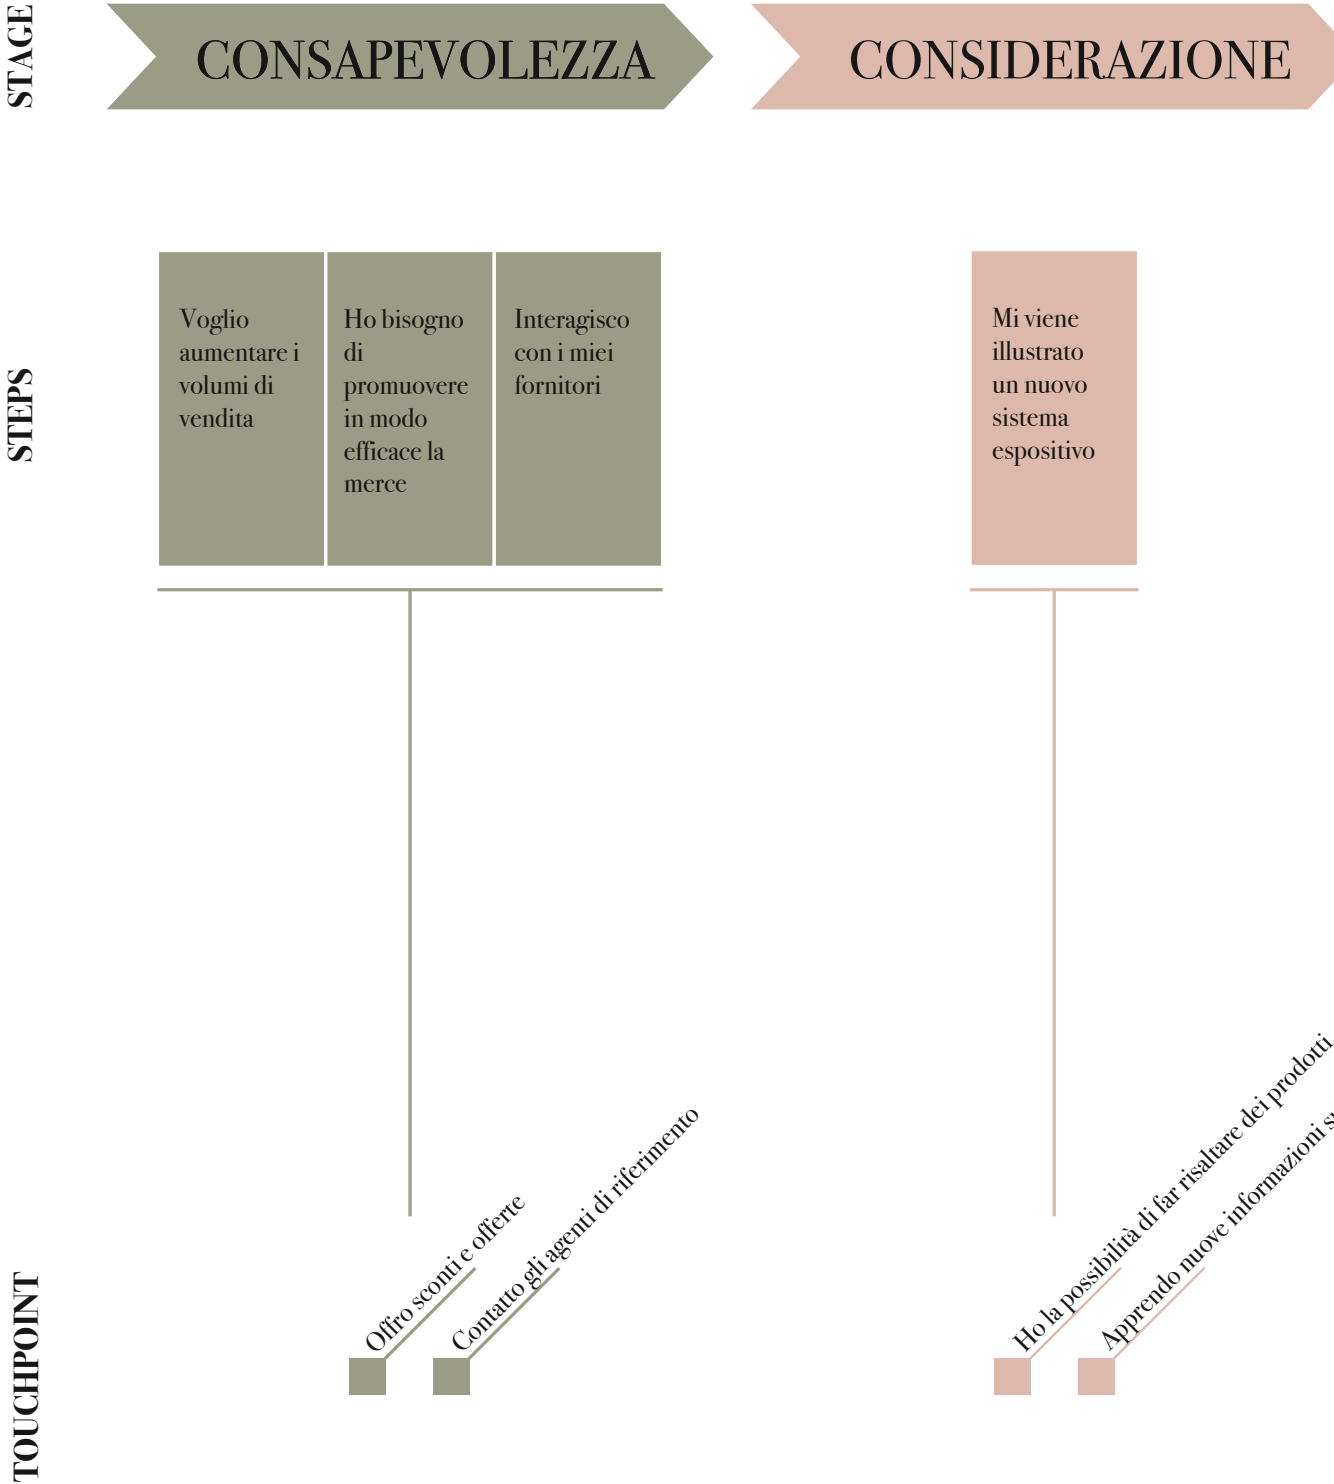 STAGE
CONSAPEVOLEZZA
CONSIDERAZIONE
STEPS
Voglio
aumentare i
volumi di
vendita
Ho bisogno
di
promuovere
in modo
efficace la
merce
Interagisco
con i miei
fornitori
Mi viene
illustrato
un nuovo
sistema
espositivo
TOUCHPOINT
Offro sconti e offerte
Contatto gli agenti di riferimento
Ho la possibilità di far risaltare dei prodotti
Apprendo nuove informazioni